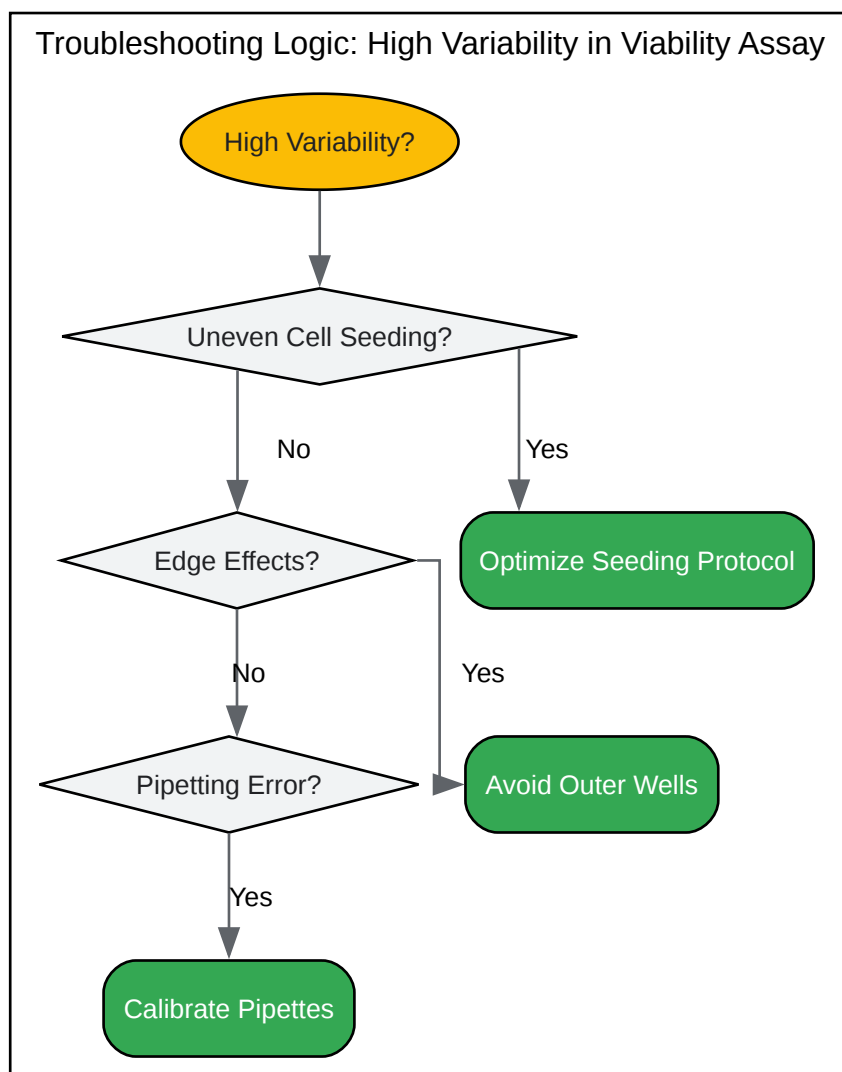 Troubleshooting Logic: High Variability in Viability Assay
High Variability?
Uneven Cell Seeding?
No
Yes
Edge Effects?
Optimize Seeding Protocol
No
Yes
Pipetting Error?
Avoid Outer Wells
Yes
Calibrate Pipettes